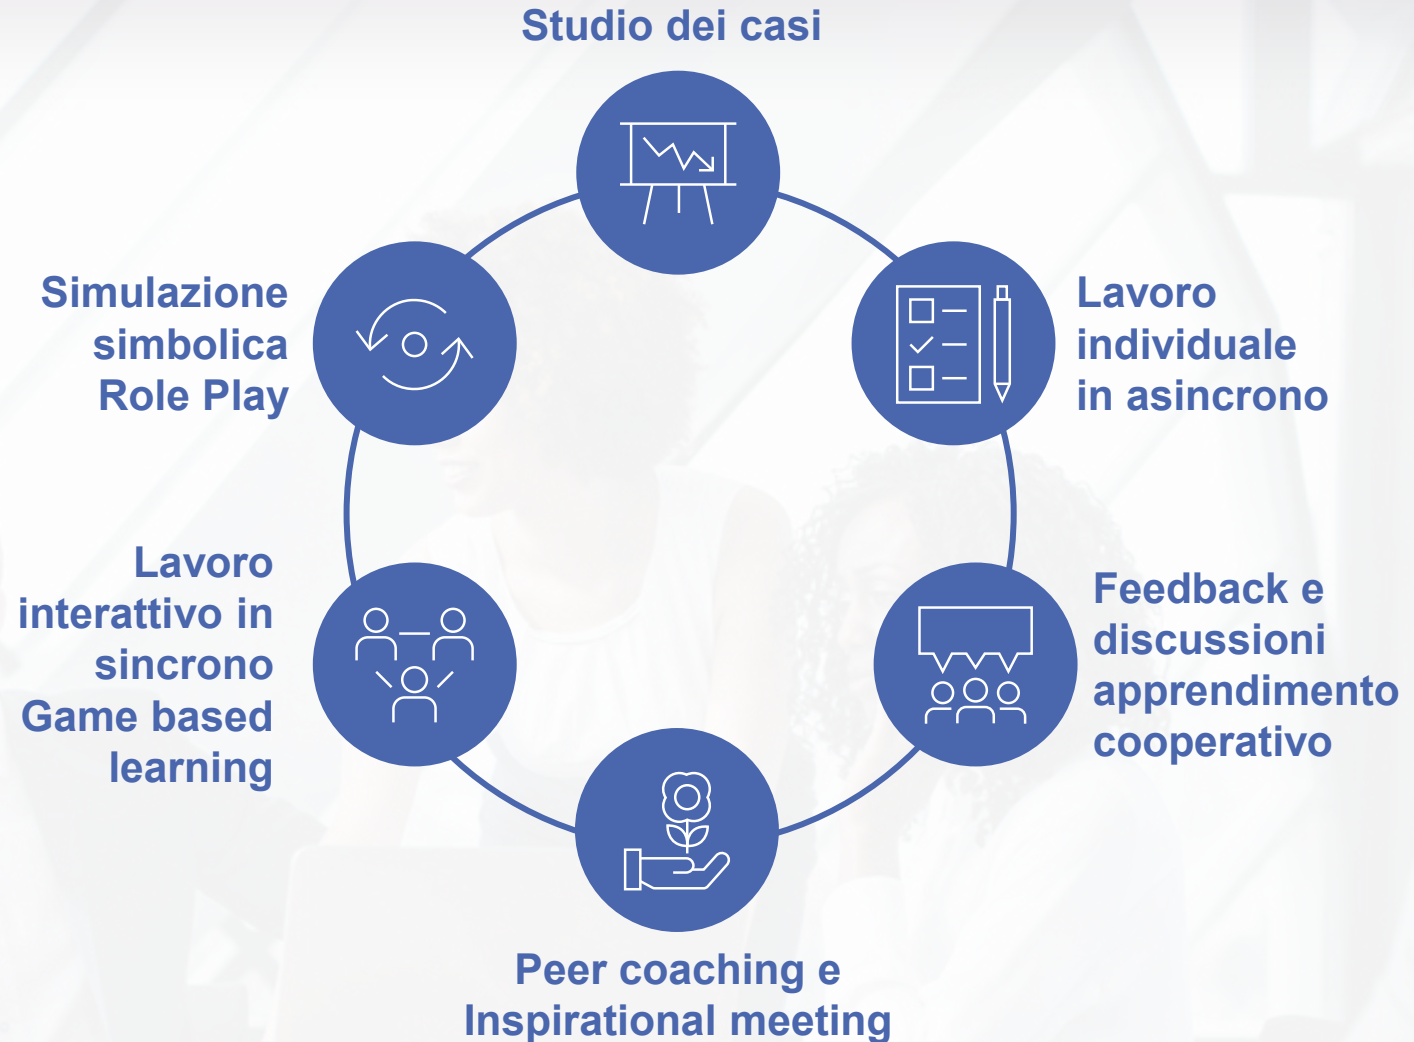 Studio dei casi
Simulazione
simbolica
Role Play
Lavoro
individuale
in asincrono
Lavoro
interattivo in
sincrono
Game based
learning
Feedback e
discussioni
apprendimento
cooperativo
Peer coaching e
Inspirational meeting